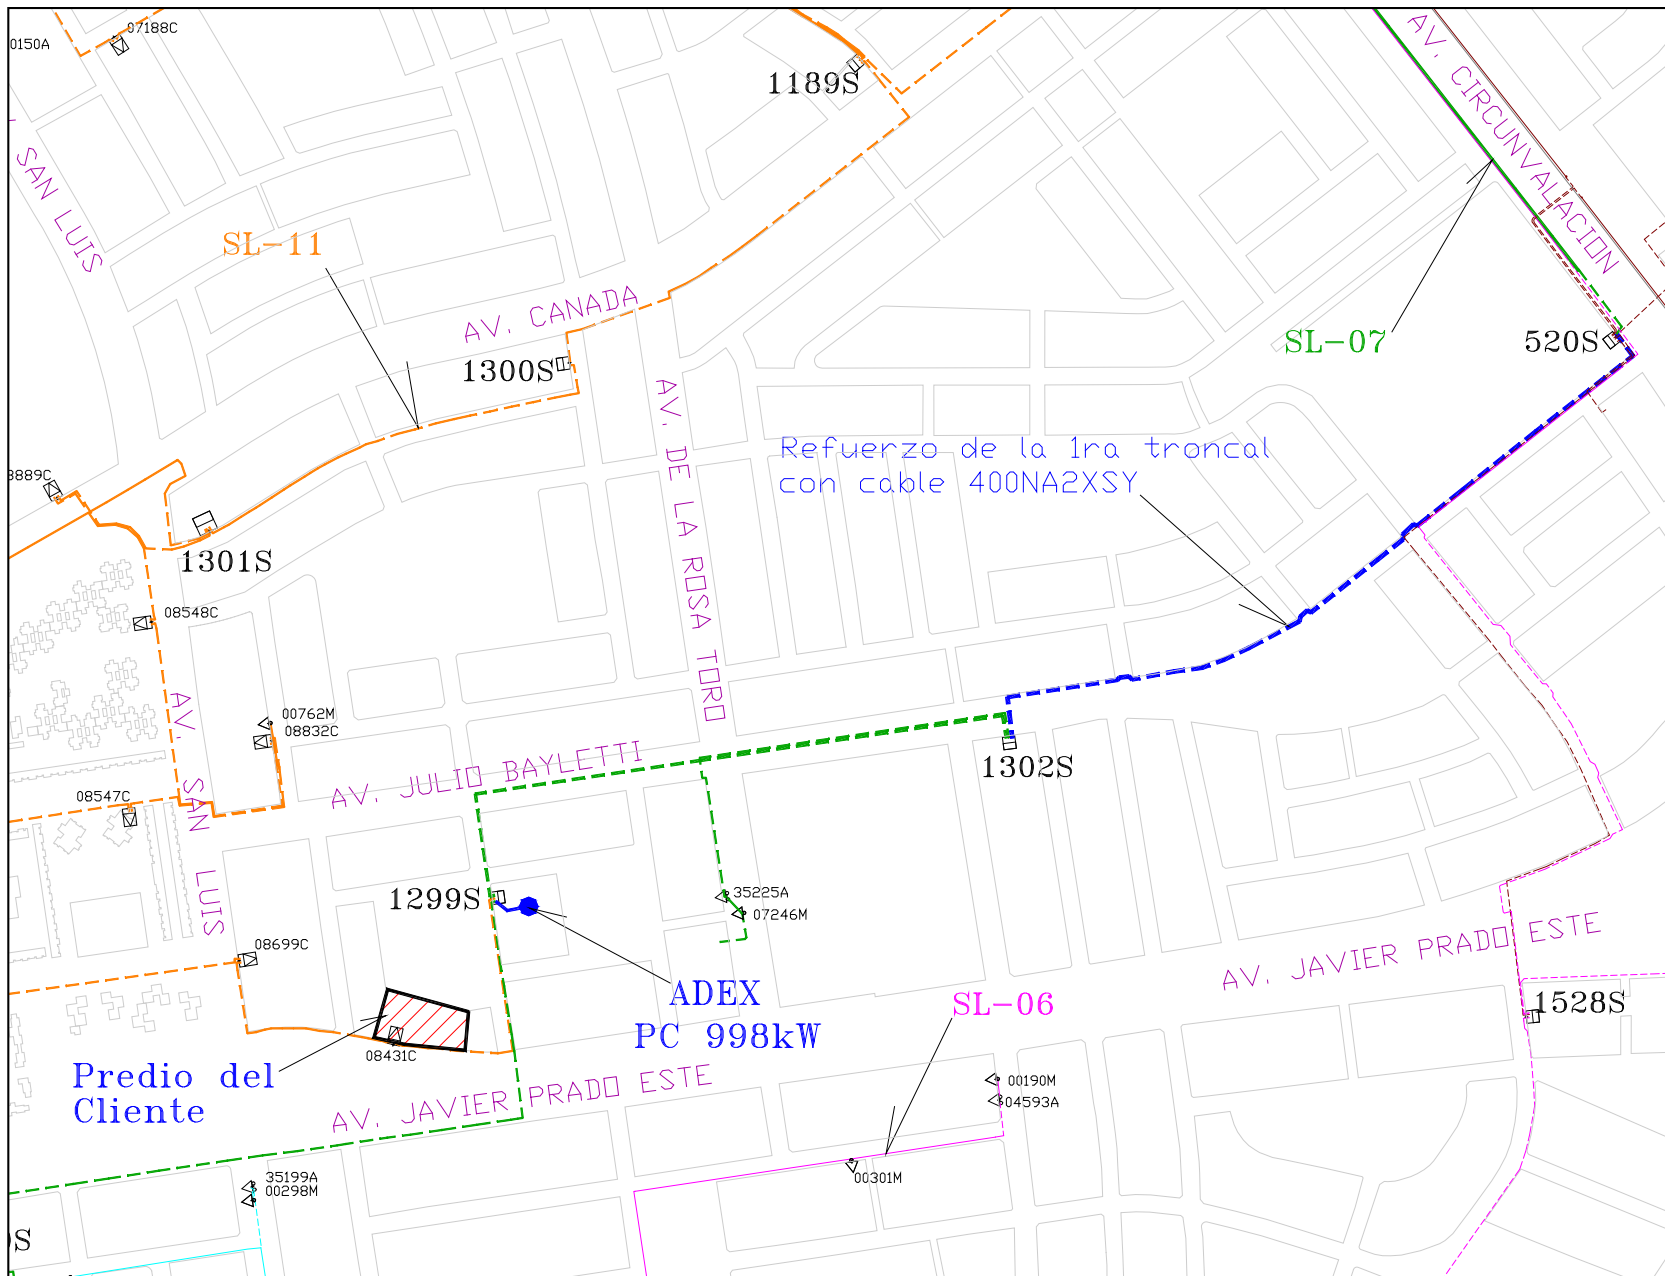 07188C
0150A
1189S
AV. CIRCUNVALACION
SAN LUIS
SL-11
AV. CANADA
SL-07
520S
1300S
AV. DE LA ROSA TORO
Refuerzo de la 1ra troncal
con cable 400NA2XSY
8889C
1301S
08548C
AV. SAN LUIS
00762M
08832C
AV. JULIO BAYLETTI
1302S
08547C
1299S
35225A
07246M
08699C
AV. JAVIER PRADO ESTE
ADEX
PC 998kW
SL-06
1528S
08431C
Predio del
Cliente
AV. JAVIER PRADO ESTE
00190M
04593A
00301M
35199A
00298M
S